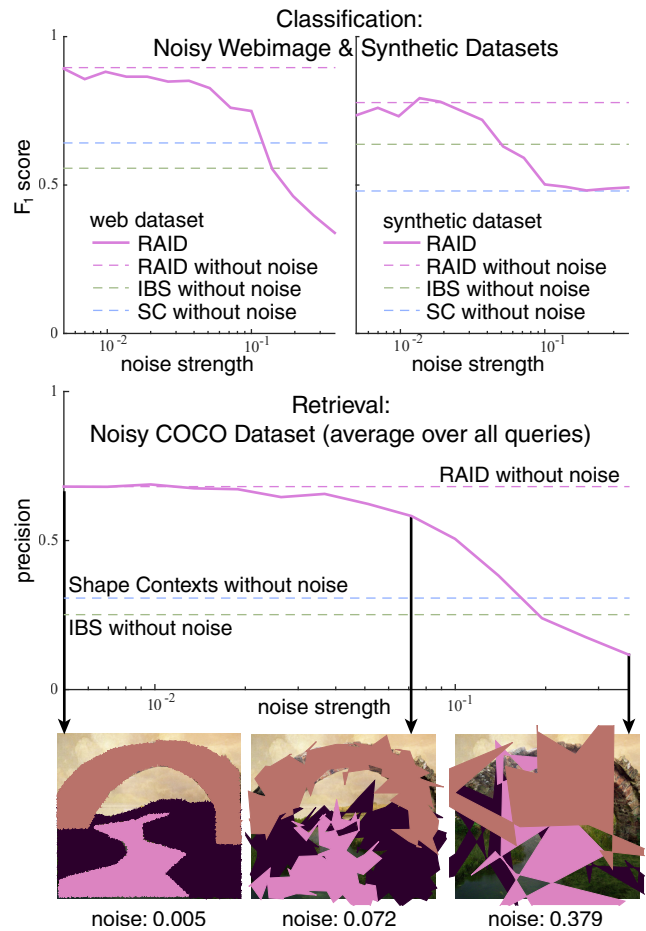 Classification:
Noisy Webimage & Synthetic Datasets
1
0.5
0
F1 score
web dataset
RAID
RAID without noise
IBS without noise
SC without noise
10-2
10-1
noise strength
synthetic dataset
RAID
RAID without noise
IBS without noise
SC without noise
10-2
10-1
noise strength
Retrieval:
Noisy COCO Dataset (average over all queries)
1
0.5
0
precision
RAID without noise
Shape Contexts without noise
IBS without noise
10-2
noise strength
10-1
noise: 0.005
noise: 0.072
noise: 0.379